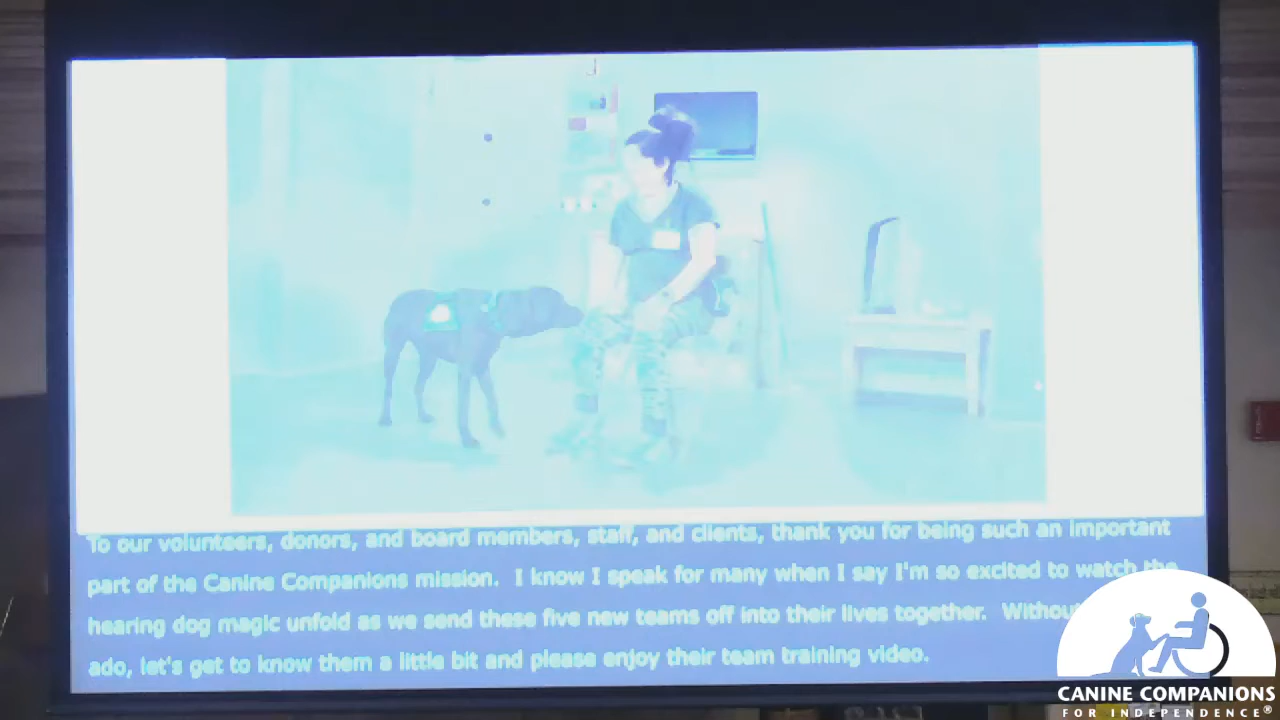 To our volunteers, donors, and board members, staff, and clients, thank you for being such an important
part of the Canine Companions mission. I know I speak for many when I say I'm so excited to watch the
hearing dog magic unfold as we send these five new teams off into their lives together. Without
ado, let's get to know them a little bit and please enjoy their team training video.
CANINE COMPANIONS
FOR INDEPENDENCE®